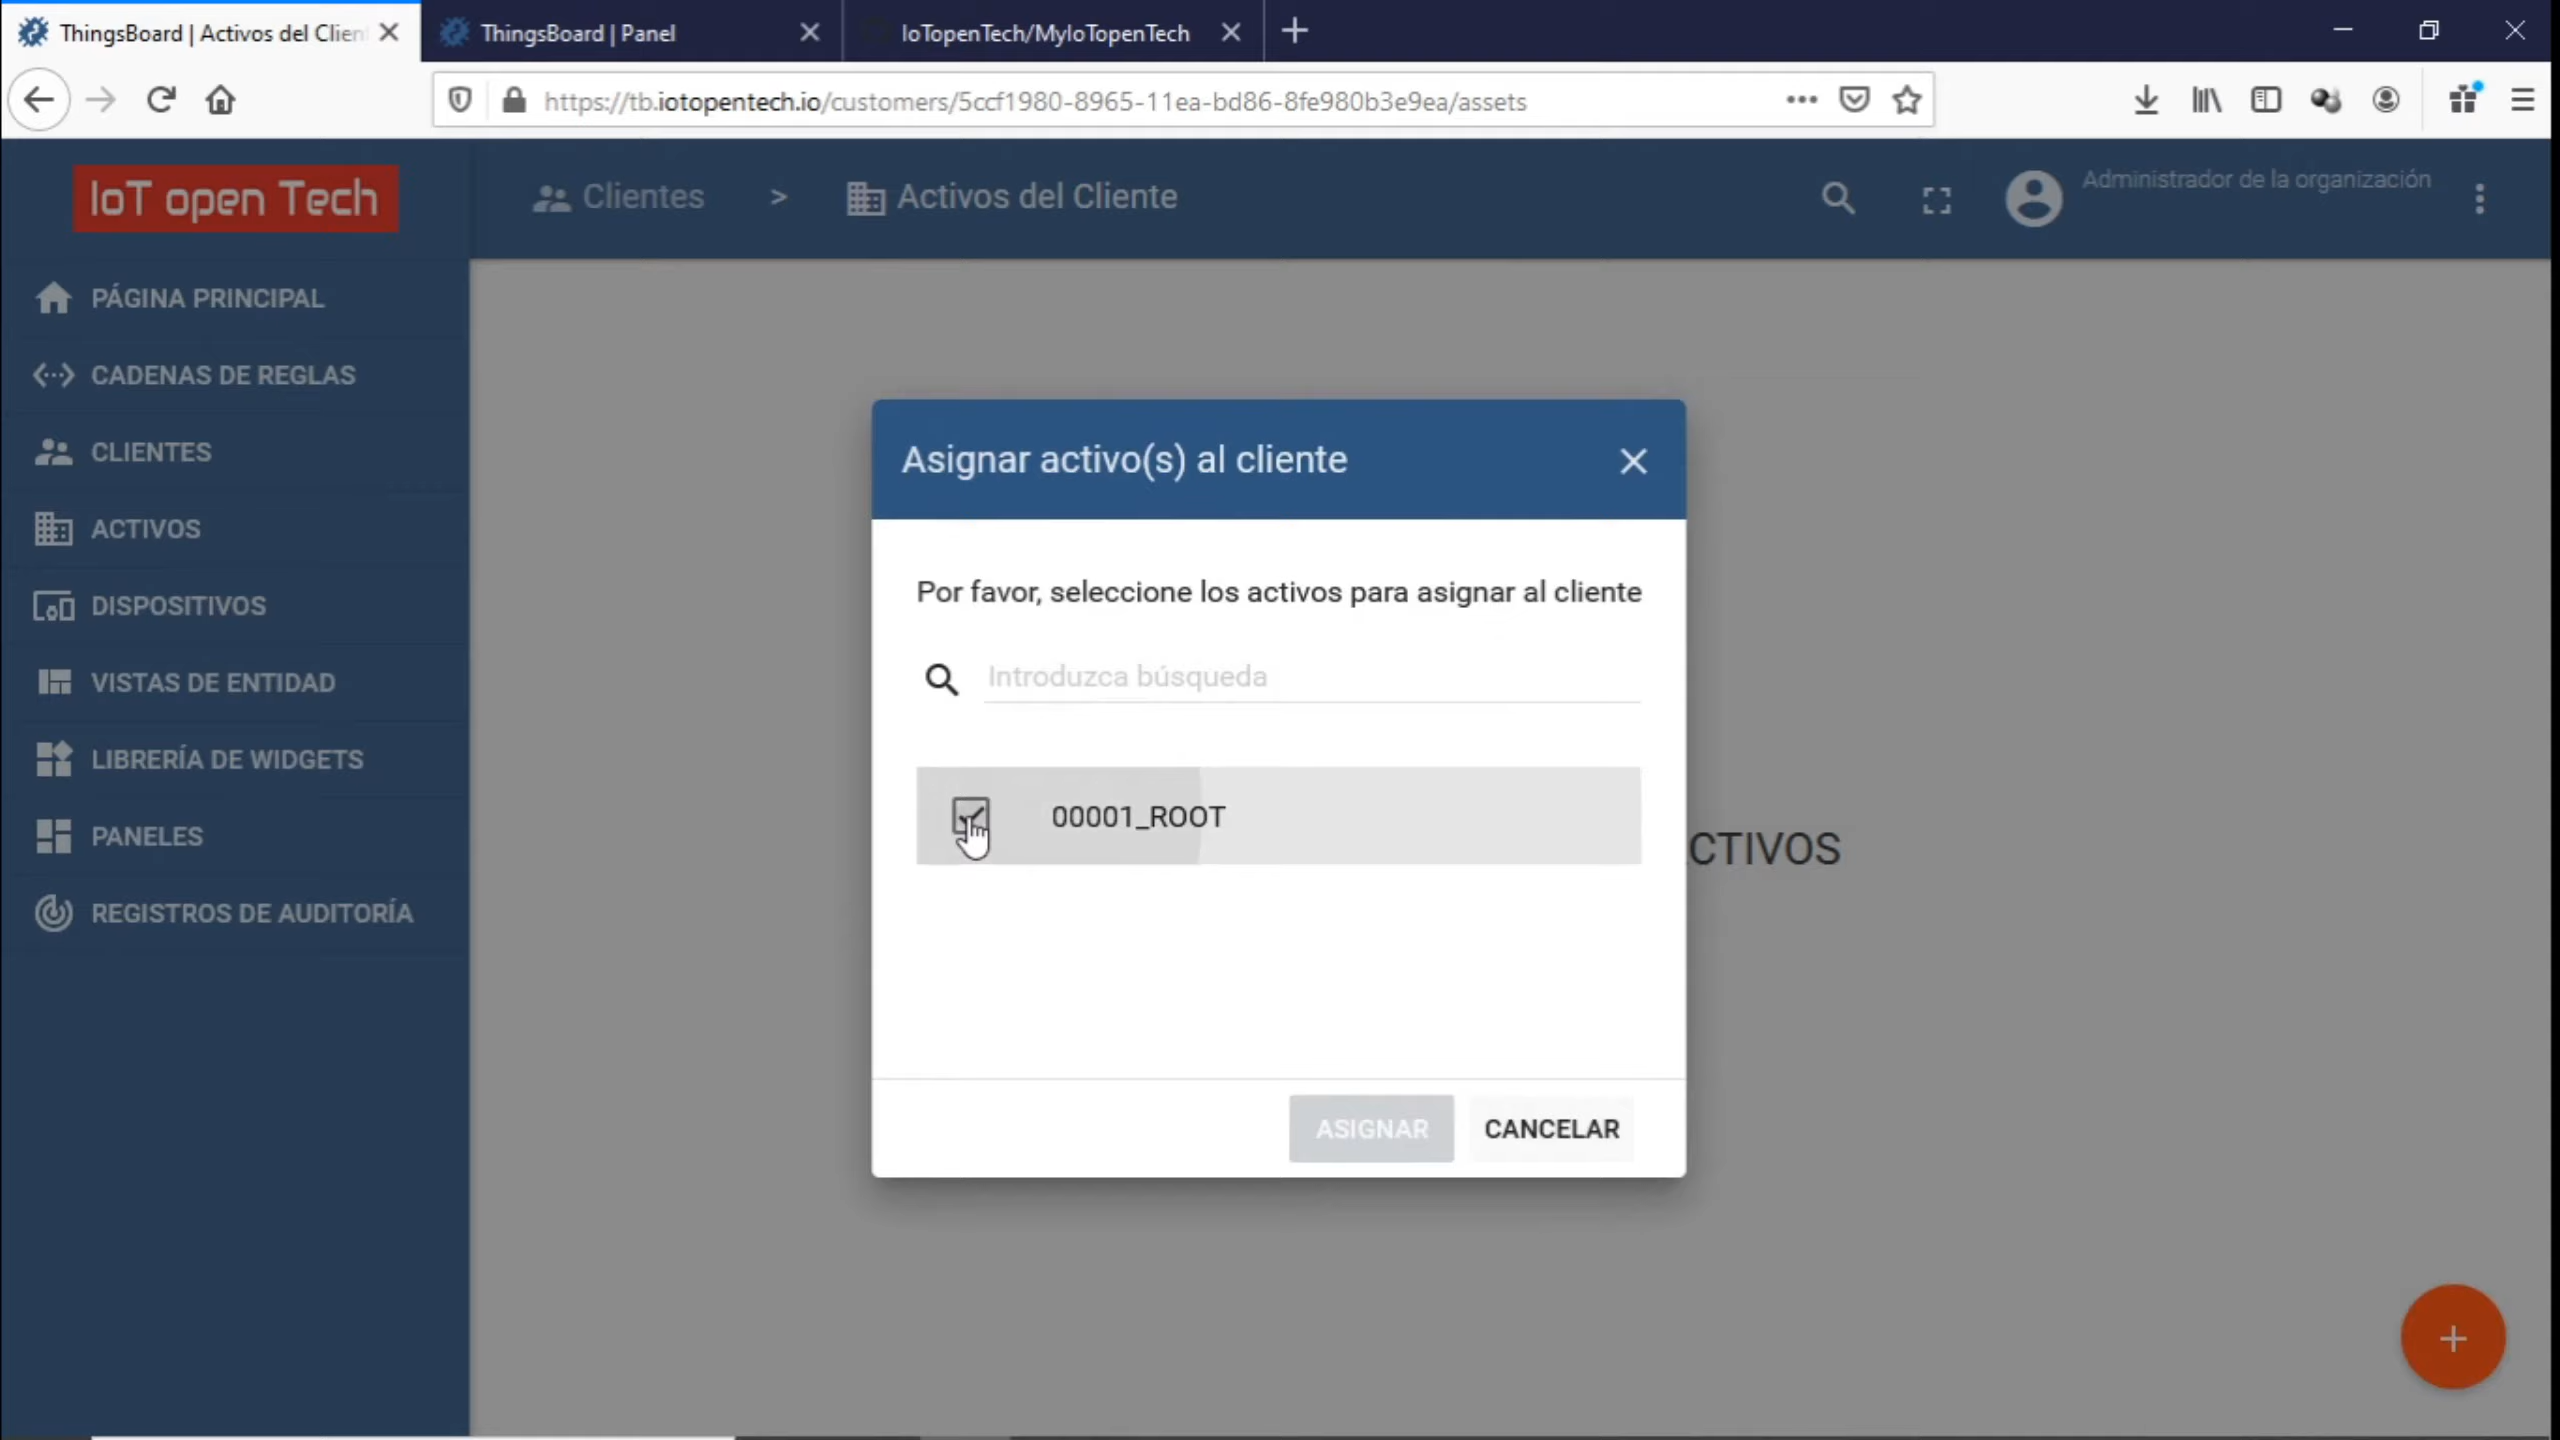 ThingsBoard | Activos del Clien
ThingsBoard | Panel
IoTopenTech/MyIoTopenTech
https://tb.iotopentech.io/customers/5ccf1980-8965-11ea-bd86-8fe980b3e9ea/assets
IoT open Tech
Clientes > Activos del Cliente
Administrador de la organización
PÁGINA PRINCIPAL
CADENAS DE REGLAS
CLIENTES
ACTIVOS
DISPOSITIVOS
VISTAS DE ENTIDAD
LIBRERÍA DE WIDGETS
PANELES
REGISTROS DE AUDITORÍA
Asignar activo(s) al cliente
Por favor, seleccione los activos para asignar al cliente
Introduzca búsqueda
00001_ROOT
CTIVOS
ASIGNAR
CANCELAR